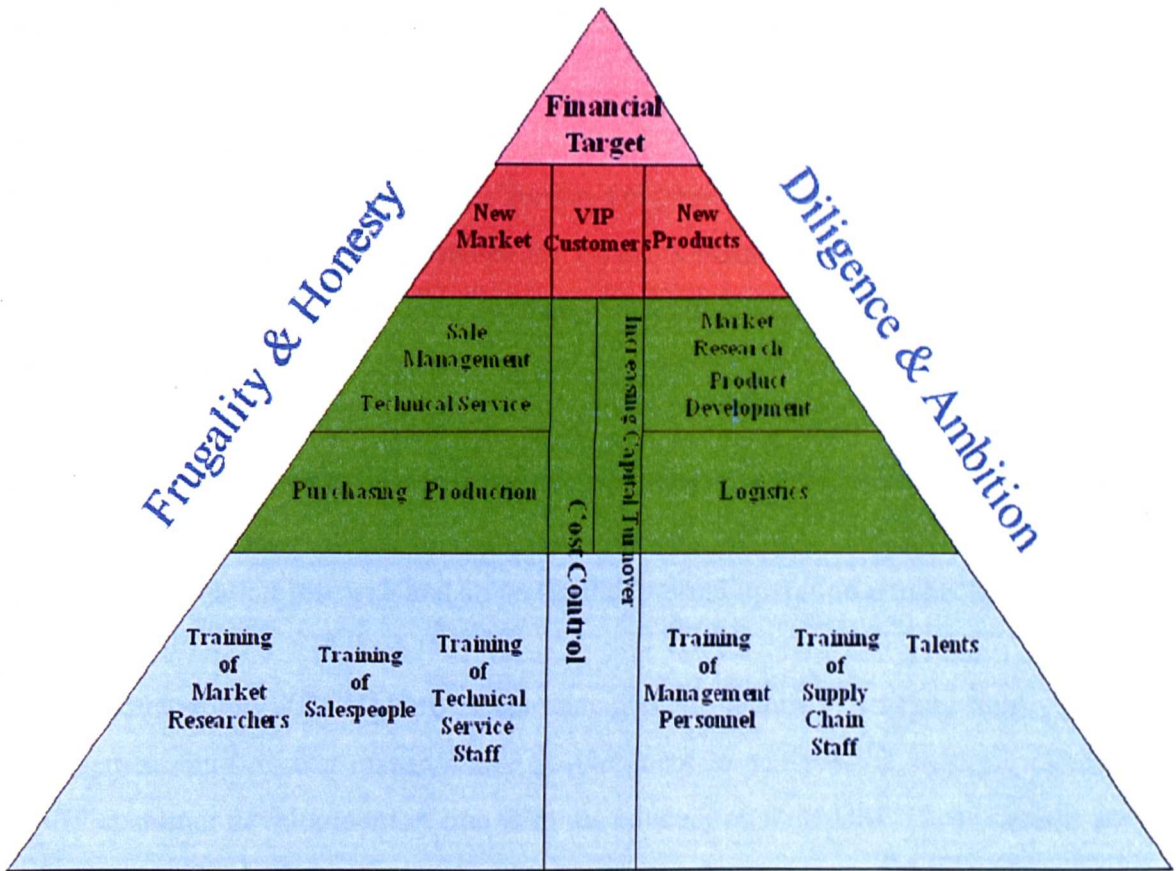 Financial
Target
New
Market
VIP
Customers
New
Products
Frugality & Honesty
Diligence & Ambition
Sale
Management
Technical Service
Increasing Capital Turnover
Market
Research
Product
Development
Purchasing Production
Cost Control
Logistics
Training
of
Market
Researchers
Training
of
Salespeople
Training
of
Technical
Service
Staff
Training
of
Management
Personnel
Training
of
Supply
Chain
Staff
Talents